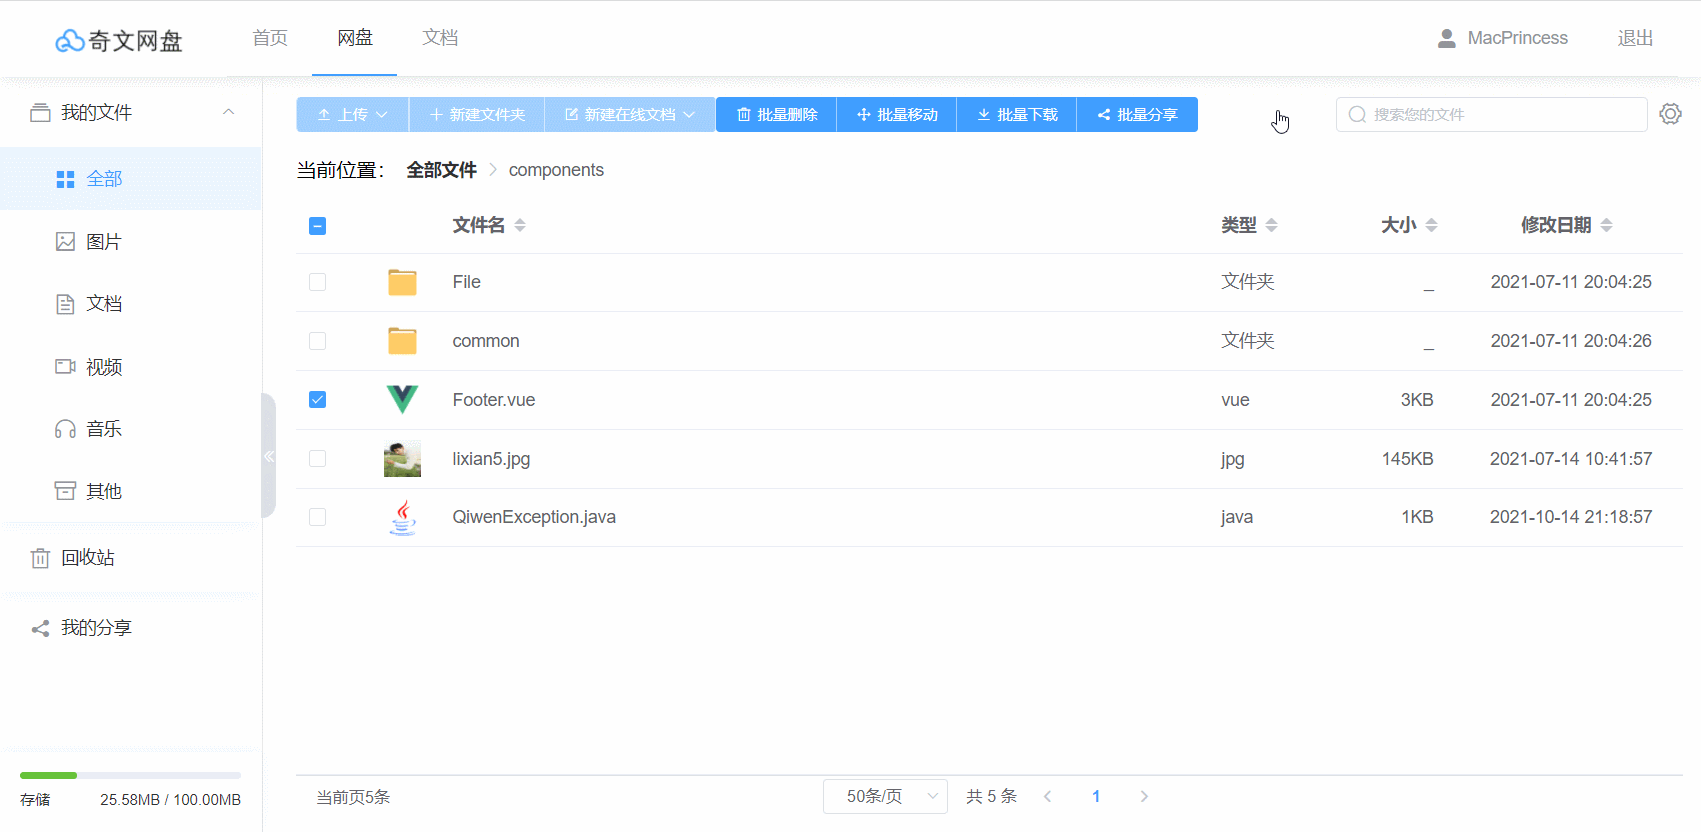 奇文网盘 首页 网盘 文档 MacPrincess 退出
我的文件
全部
图片
文档
视频
音乐
其他
回收站
我的分享
存储 25.58MB / 100.00MB
上传 新建文件夹 新建在线文档 批量删除 批量移动 批量下载 批量分享 搜索您的文件
当前位置： 全部文件 > components
文件名 类型 大小 修改日期
File 文件夹 _ 2021-07-11 20:04:25
common 文件夹 _ 2021-07-11 20:04:26
Footer.vue vue 3KB 2021-07-11 20:04:25
lixian5.jpg jpg 145KB 2021-07-14 10:41:57
QiwenException.java java 1KB 2021-10-14 21:18:57
当前页5条 50条/页 共 5 条 < 1 >